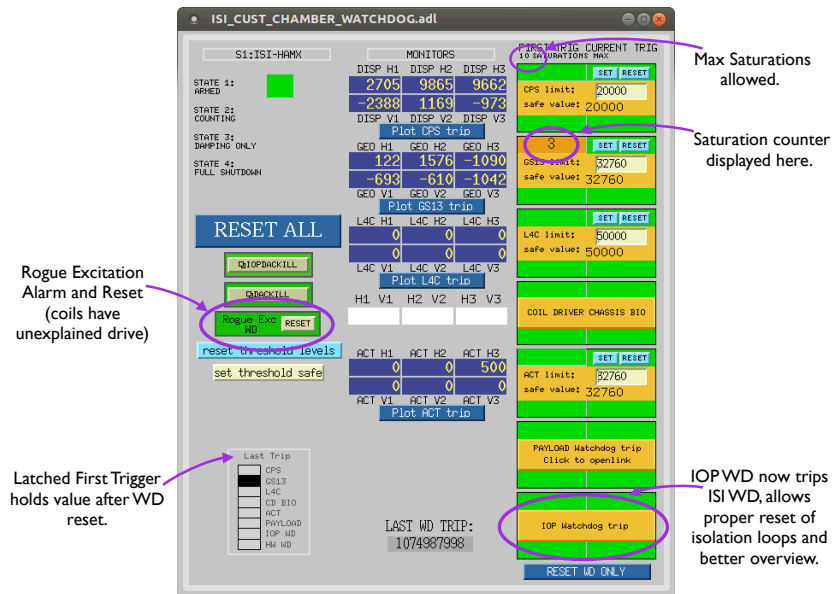 ISI_CUST_CHAMBER_WATCHDOG.adl
S1:ISI-HAMX
MONITORS
FIRST TRIG CURRENT TRIG
10 SATURATIONS MAX
Max Saturations
allowed.
STATE 1:
ARMED
STATE 2:
COUNTING
STATE 3:
DAMPING ONLY
STATE 4:
FULL SHUTDOWN
DISP H1 DISP H2 DISP H3
2705 9865 9662
-2388 1169 -973
DISP V1 DISP V2 DISP V3
Plot CPS trip
SET RESET
CPS limit: 20000
safe value: 20000
Saturation counter
displayed here.
GEO H1 GEO H2 GEO H3
122 1576 -1090
-693 -610 -1042
GEO V1 GEO V2 GEO V3
Plot GS13 trip
3
SET RESET
GS13 limit: 32760
safe value: 32760
RESET ALL
L4C H1 L4C H2 L4C H3
0 0 0
0 0 0
L4C V1 L4C V2 L4C V3
Plot L4C trip
SET RESET
L4C limit: 50000
safe value: 50000
IOPDACKILL
DACKILL
Rogue Exc
WD
RESET
Rogue Excitation
Alarm and Reset
(coils have
unexplained drive)
H1 V1 H2 V2 H3 V3
COIL DRIVER CHASSIS BIO
reset threshold levels
set threshold safe
ACT H1 ACT H2 ACT H3
0 0 500
0 0 0
ACT V1 ACT V2 ACT V3
Plot ACT trip
SET RESET
ACT limit: 32760
safe value: 32760
PAYLOAD Watchdog trip
Click to openlink
Last Trip
CPS
GS13
L4C
CD BIO
ACT
PAYLOAD
IOP WD
HW WD
Latched First Trigger
holds value after WD
reset.
LAST WD TRIP:
1074987998
IOP Watchdog trip
RESET WD ONLY
IOP WD now trips
ISI WD, allows
proper reset of
isolation loops and
better overview.